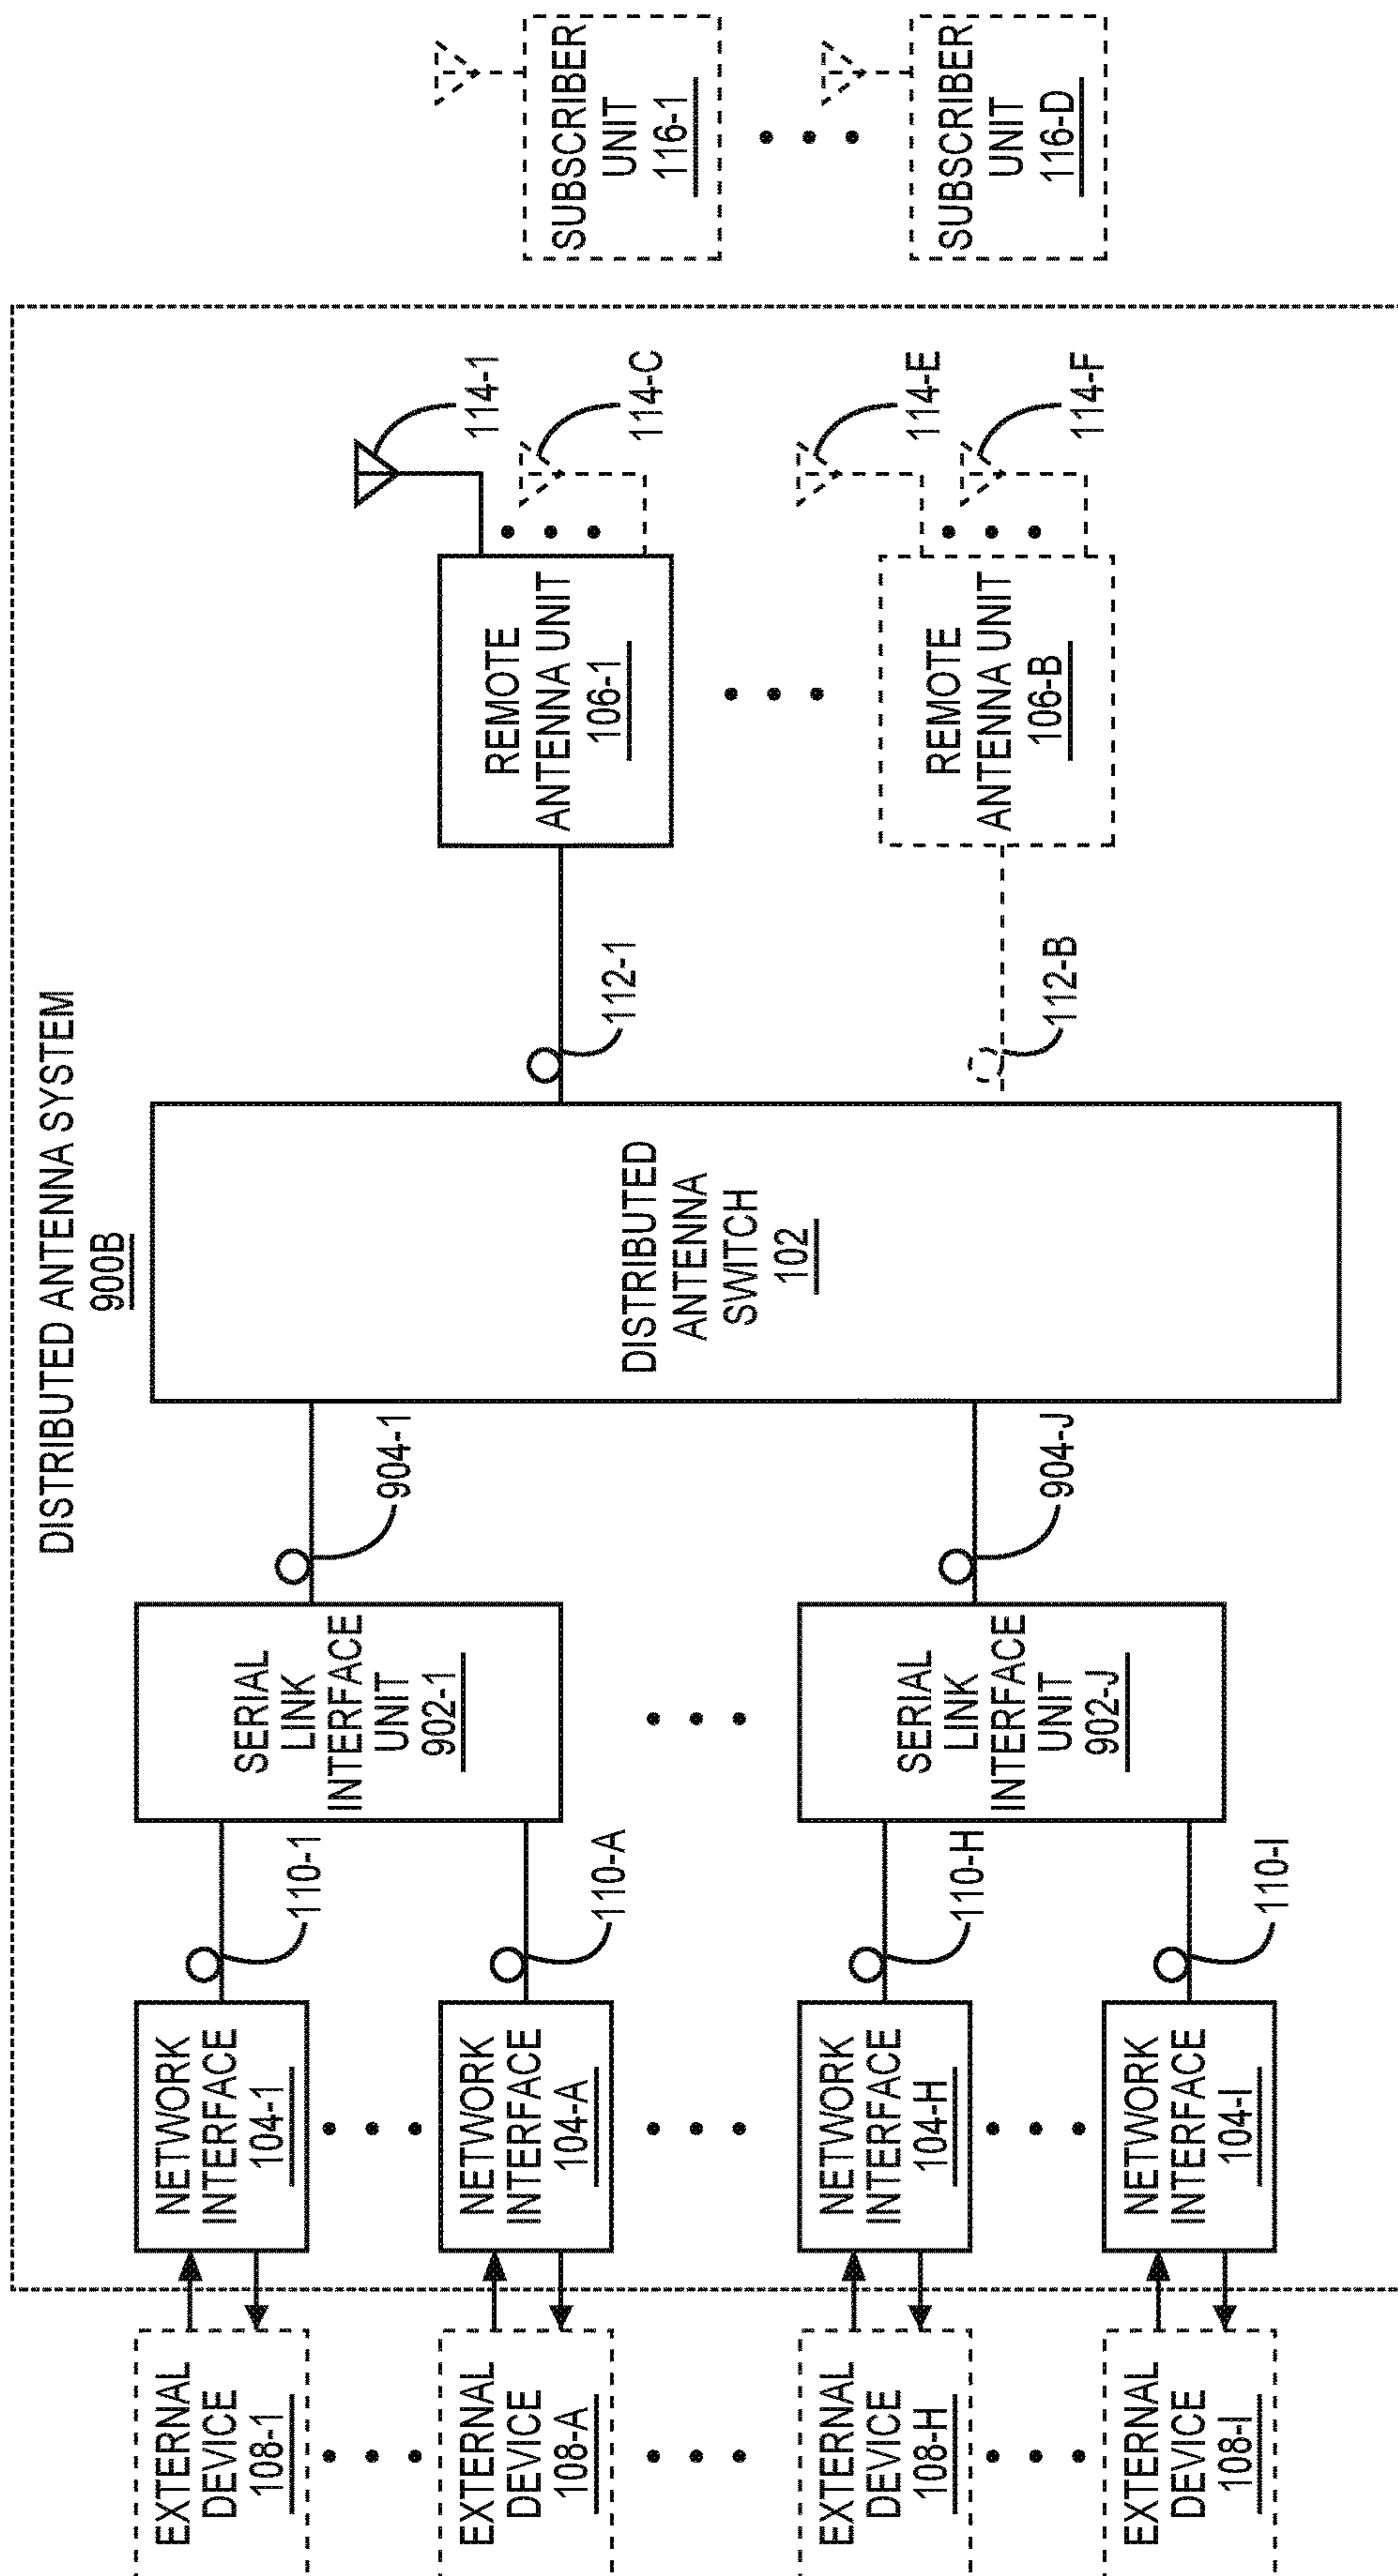 DISTRIBUTED ANTENNA SYSTEM
900B
EXTERNAL
DEVICE
108-1
NETWORK
INTERFACE
104-1
110-1
SERIAL
LINK
INTERFACE
UNIT
902-1
904-1
EXTERNAL
DEVICE
108-A
NETWORK
INTERFACE
104-A
110-A
EXTERNAL
DEVICE
108-H
NETWORK
INTERFACE
104-H
110-H
SERIAL
LINK
INTERFACE
UNIT
902-J
904-J
EXTERNAL
DEVICE
108-I
NETWORK
INTERFACE
104-I
110-I
DISTRIBUTED
ANTENNA
SWITCH
102
112-1
REMOTE
ANTENNA UNIT
106-1
114-1
114-C
112-B
REMOTE
ANTENNA UNIT
106-B
114-E
114-F
SUBSCRIBER
UNIT
116-1
SUBSCRIBER
UNIT
116-D